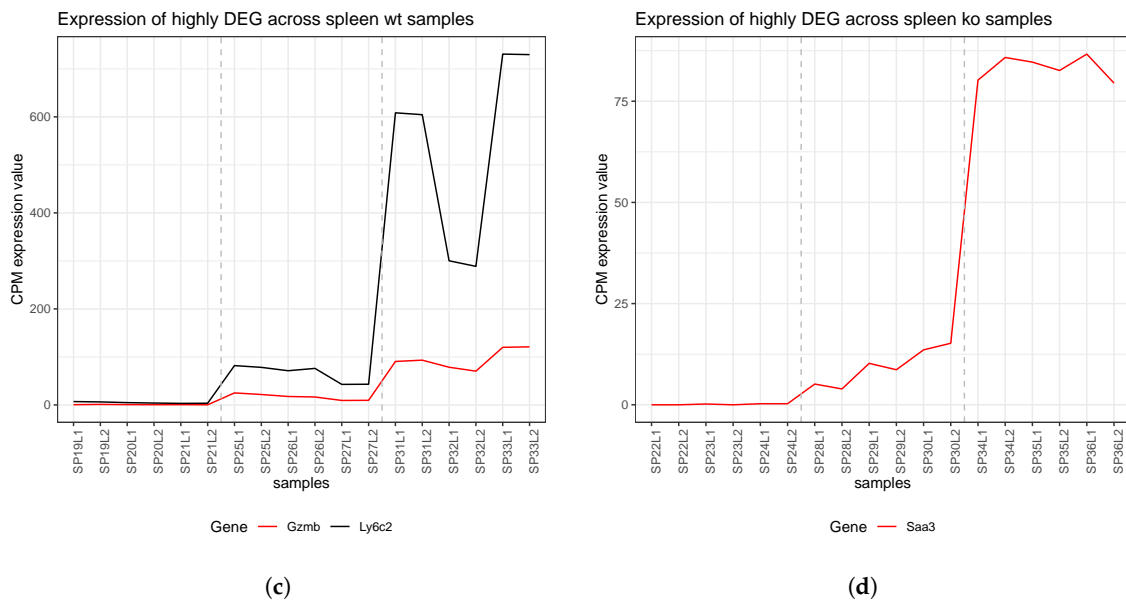 Expression of highly DEG across spleen wt samples
CPM expression value
600
400
200
0
SP19L1
SP19L2
SP20L1
SP20L2
SP21L1
SP21L2
SP25L1
SP25L2
SP26L1
SP26L2
SP27L1
SP27L2
SP31L1
SP31L2
SP32L1
SP32L2
SP33L1
SP33L2
samples
Gene Gzmb Ly6c2
(c)
Expression of highly DEG across spleen ko samples
CPM expression value
75
50
25
0
SP22L1
SP22L2
SP23L1
SP23L2
SP24L1
SP24L2
SP28L1
SP28L2
SP29L1
SP29L2
SP30L1
SP30L2
SP34L1
SP34L2
SP35L1
SP35L2
SP36L1
SP36L2
samples
Gene Saa3
(d)